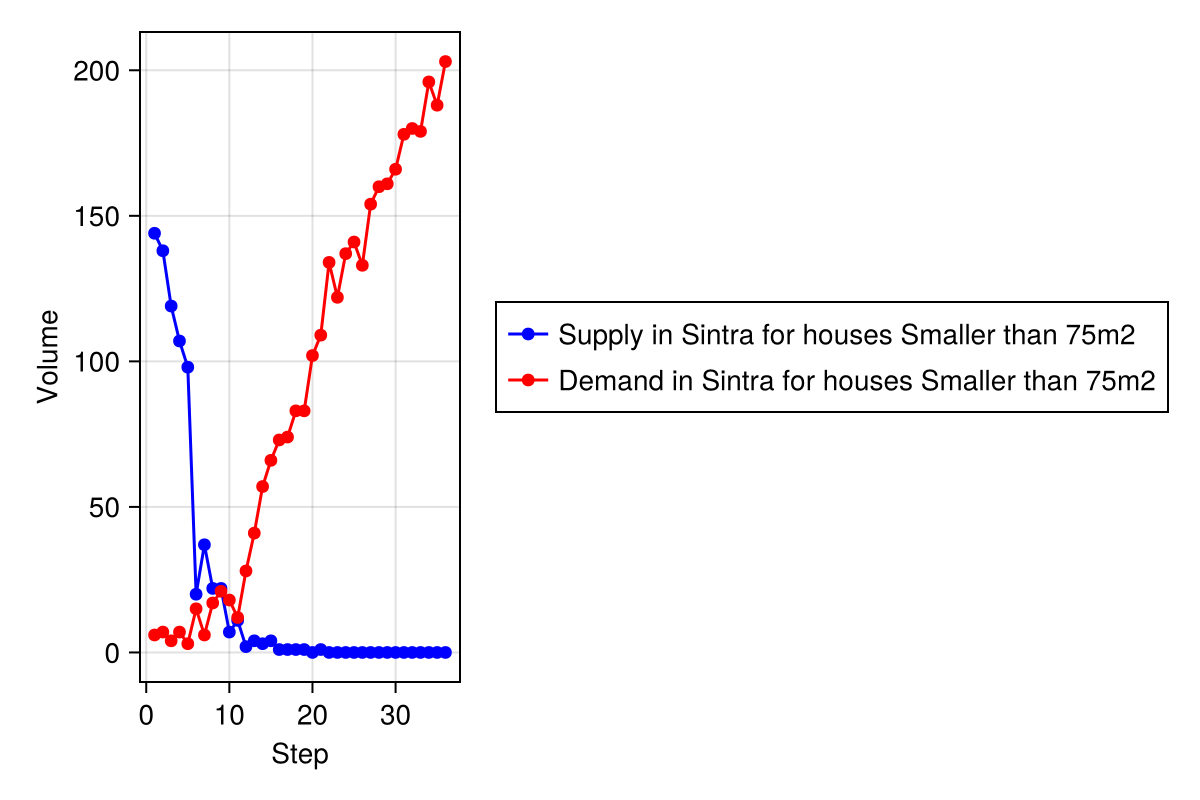 200
150
100
50
0
Volume
0 10 20 30
Step
Supply in Sintra for houses Smaller than 75m2
Demand in Sintra for houses Smaller than 75m2